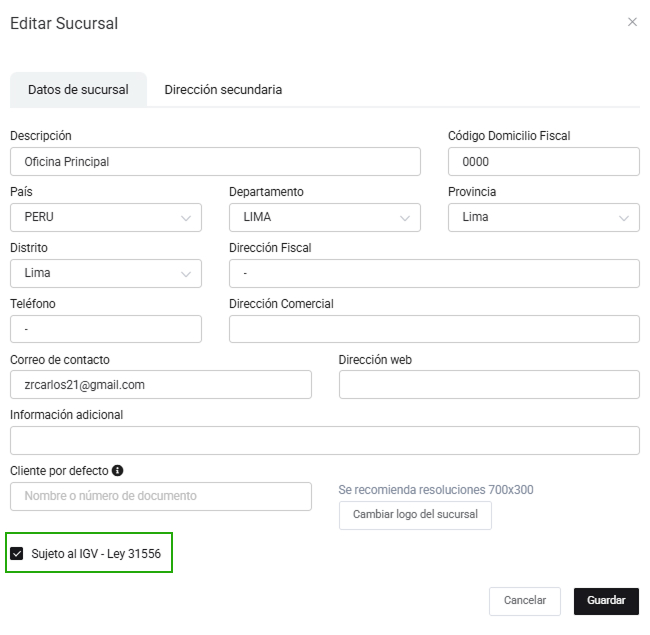 Editar Sucursal
Datos de sucursal Dirección secundaria
Descripción Código Domicilio Fiscal
Oficina Principal 0000
País Departamento Provincia
PERU LIMA Lima
Distrito Dirección Fiscal
Lima -
Teléfono Dirección Comercial
-
Correo de contacto Dirección web
zrcarlos21@gmail.com
Información adicional
Cliente por defecto
Nombre o número de documento
Se recomienda resoluciones 700x300
Cambiar logo del sucursal
Sujeto al IGV - Ley 31556
Cancelar Guardar